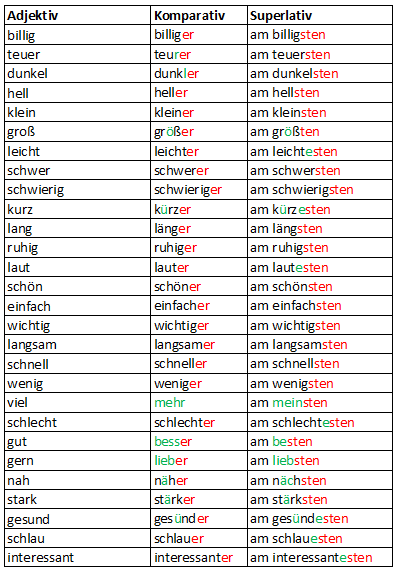 Adjektiv Komparativ Superlativ
billig billiger am billigsten
teuer teurer am teuersten
dunkel dunkler am dunkelsten
hell heller am hellsten
klein kleiner am kleinsten
groß größer am größten
leicht leichter am leichtesten
schwer schwerer am schwersten
schwierig schwieriger am schwierigsten
kurz kürzer am kürzesten
lang länger am längsten
ruhig ruhiger am ruhigsten
laut lauter am lautesten
schön schöner am schönsten
einfach einfacher am einfachsten
wichtig wichtiger am wichtigsten
langsam langsamer am langsamsten
schnell schneller am schnellsten
wenig weniger am wenigsten
viel mehr am meinsten
schlecht schlechter am schlechtesten
gut besser am besten
gern lieber am liebsten
nah näher am nächsten
stark stärker am stärksten
gesund gesünder am gesündesten
schlau schlauer am schlauesten
interessant interessanter am interessantesten